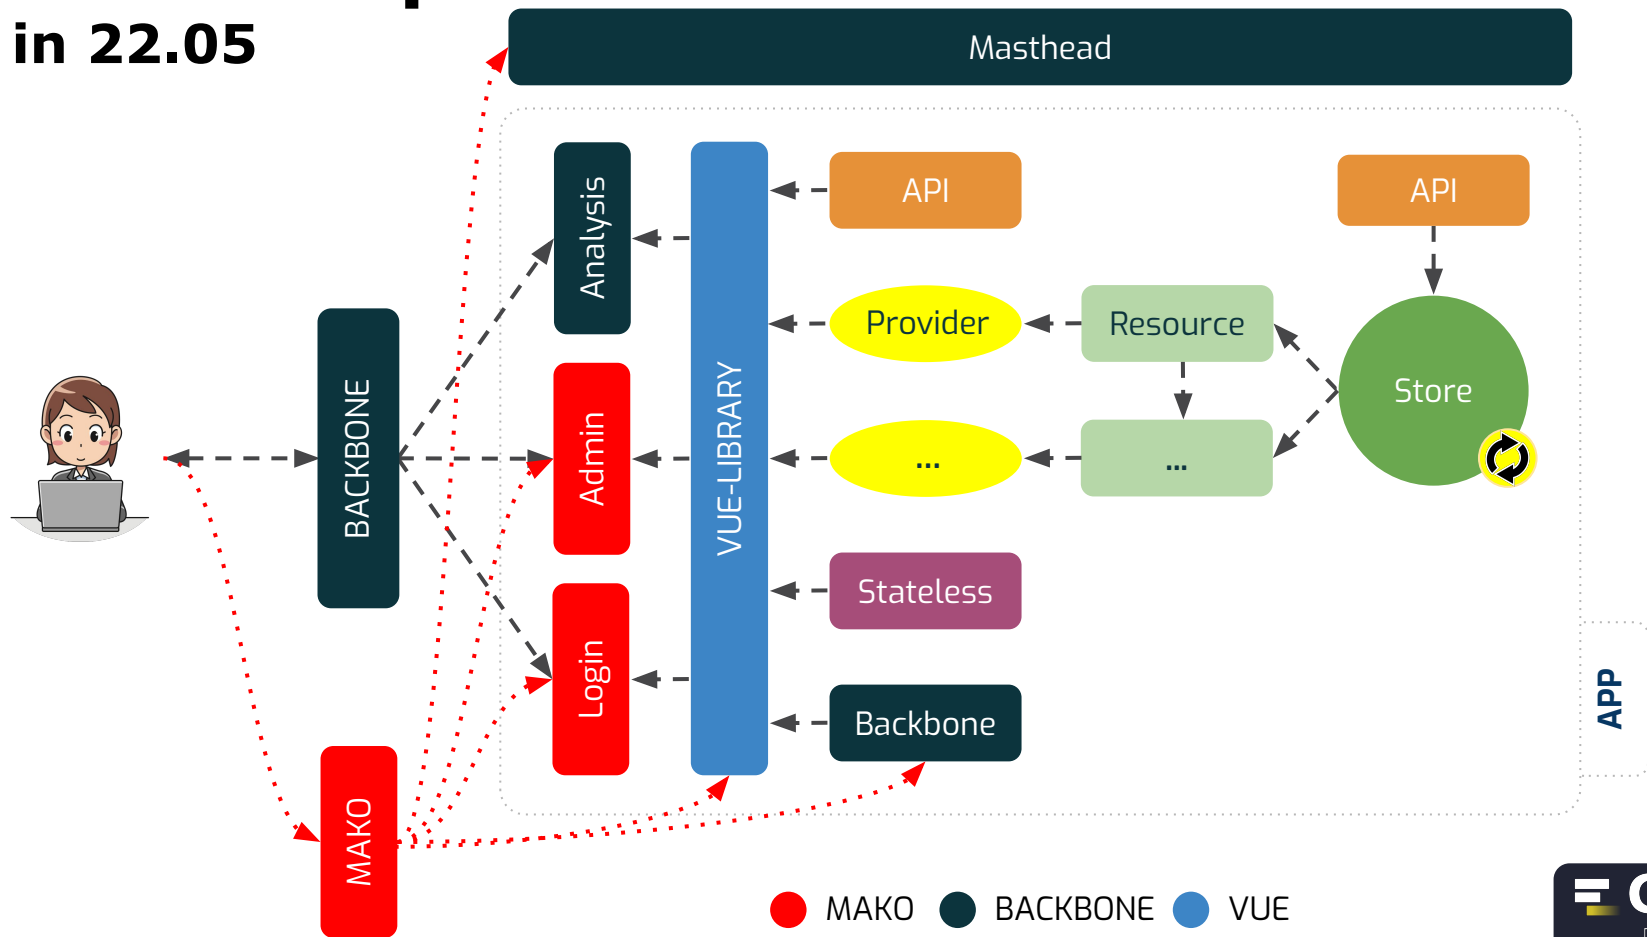 in 22.05
Masthead
Analysis
API
API
Provider
Resource
BACKBONE
VUE-LIBRARY
Store
Admin
...
...
Stateless
Login
Backbone
APP
MAKO
MAKO
BACKBONE
VUE